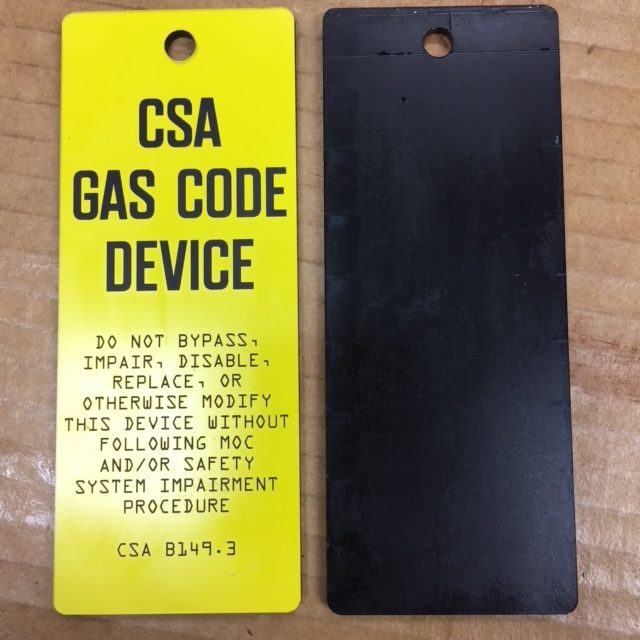 CSA
GAS CODE
DEVICE
DO NOT BYPASS,
IMPAIR, DISABLE,
REPLACE, OR
OTHERWISE MODIFY
THIS DEVICE WITHOUT
FOLLOWING MOC
AND/OR SAFETY
SYSTEM IMPAIRMENT
PROCEDURE
CSA B149.3